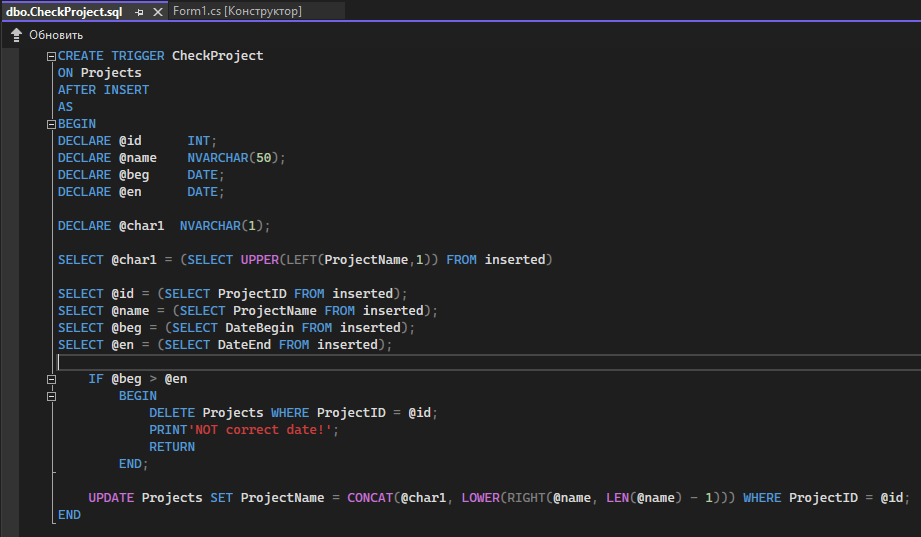 dbo.CheckProject.sql
Form1.cs [Конструктор]
Обновить
CREATE TRIGGER CheckProject
ON Projects
AFTER INSERT
AS
BEGIN
DECLARE @id      INT;
DECLARE @name    NVARCHAR(50);
DECLARE @beg     DATE;
DECLARE @en      DATE;
DECLARE @char1  NVARCHAR(1);
SELECT @char1 = (SELECT UPPER(LEFT(ProjectName,1)) FROM inserted)
SELECT @id = (SELECT ProjectID FROM inserted);
SELECT @name = (SELECT ProjectName FROM inserted);
SELECT @beg = (SELECT DateBegin FROM inserted);
SELECT @en = (SELECT DateEnd FROM inserted);
IF @beg > @en
BEGIN
DELETE Projects WHERE ProjectID = @id;
PRINT'NOT correct date!';
RETURN
END;
UPDATE Projects SET ProjectName = CONCAT(@char1, LOWER(RIGHT(@name, LEN(@name) - 1))) WHERE ProjectID = @id;
END